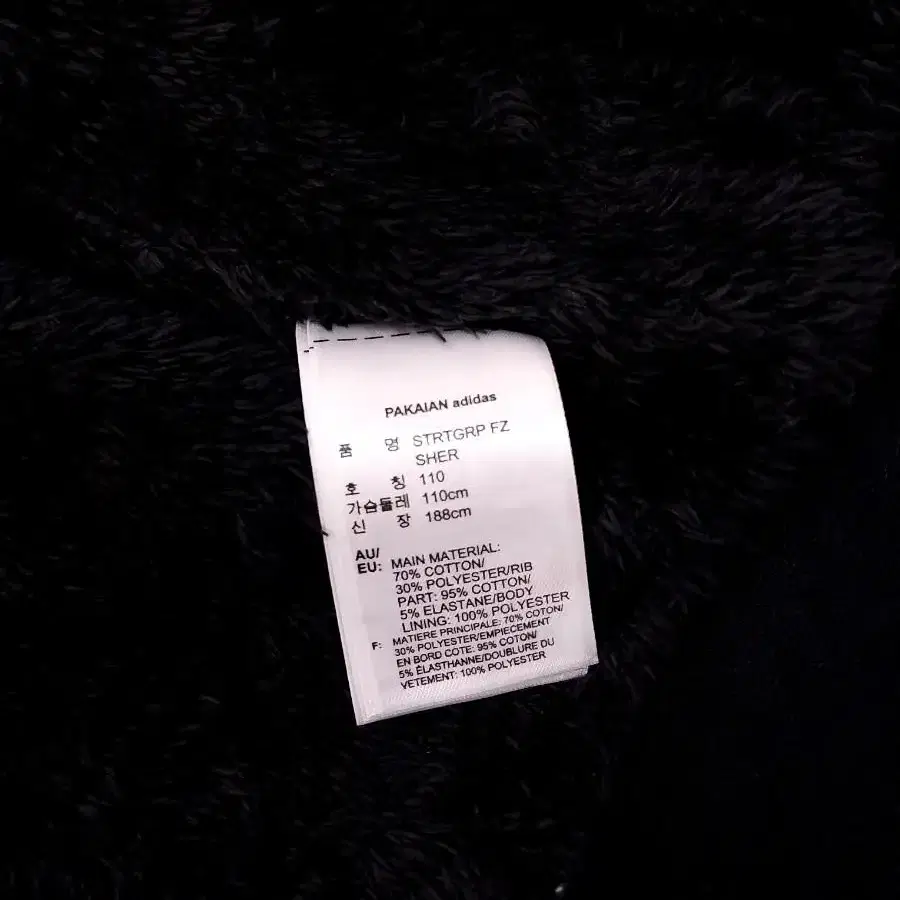 PAKAIAN adidas
품 명 STRTGRP FZ
SHER
호 칭 110
가슴둘레 110cm
신 장 188cm
AU/
EU: MAIN MATERIAL:
70% COTTON/
30% POLYESTER/RIB
PART: 95% COTTON/
5% ELASTANE/BODY
LINING: 100% POLYESTER
F: MATIERE PRINCIPALE: 70% COTON/
30% POLYESTER/EMPIECEMENT
EN BORD COTE: 95% COTON/
5% ÉLASTHANNE/DOUBLURE DU
VETEMENT: 100% POLYESTER